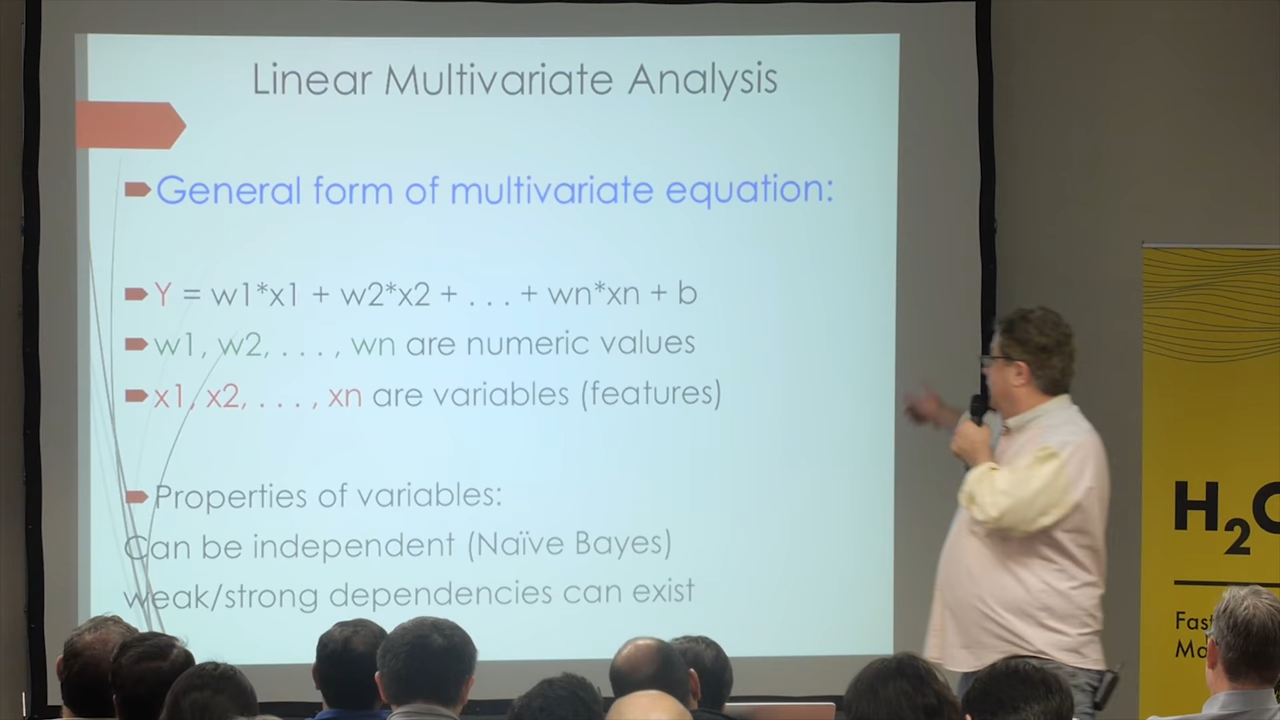 Linear Multivariate Analysis
General form of multivariate equation:
Y = w1*x1 + w2*x2 + . . . + wn*xn + b
w1, w2, . . . , wn are numeric values
x1, x2, . . . , xn are variables (features)
Properties of variables:
Can be independent (Naïve Bayes)
weak/strong dependencies can exist
H2